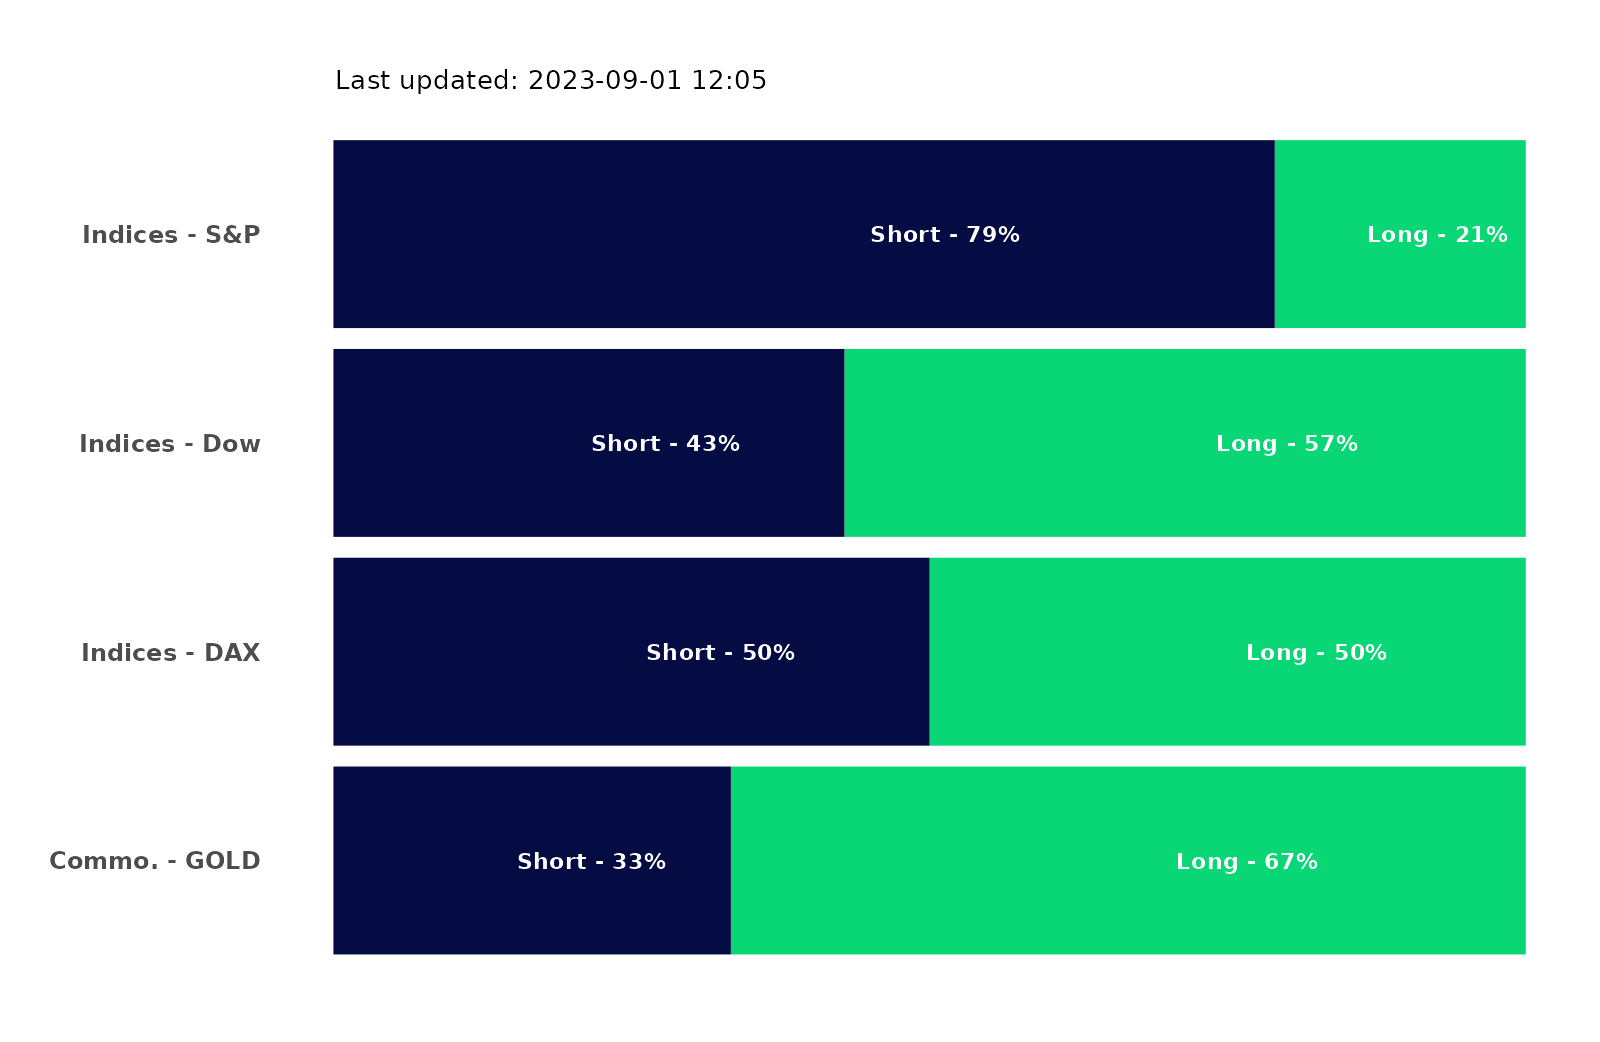 Last updated: 2023-09-01 12:05
Indices - S&P Short - 79% Long - 21%
Indices - Dow Short - 43% Long - 57%
Indices - DAX Short - 50% Long - 50%
Commo. - GOLD Short - 33% Long - 67%